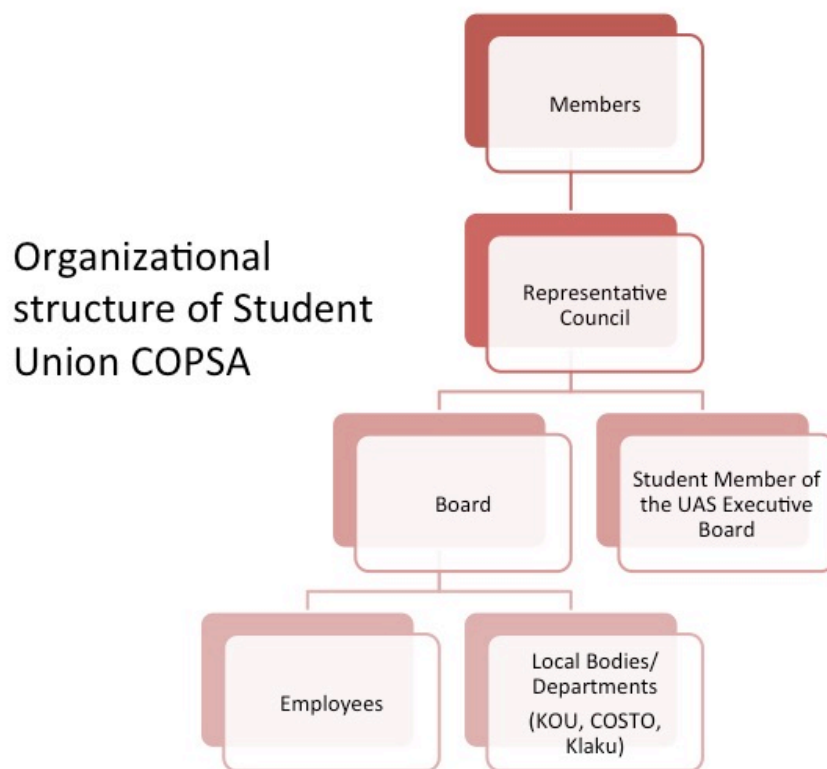 Members
Organizational
structure of Student
Union COPSA
Representative
Council
Board
Student Member of
the UAS Executive
Board
Employees
Local Bodies/
Departments
(KOU, COSTO,
Klaku)